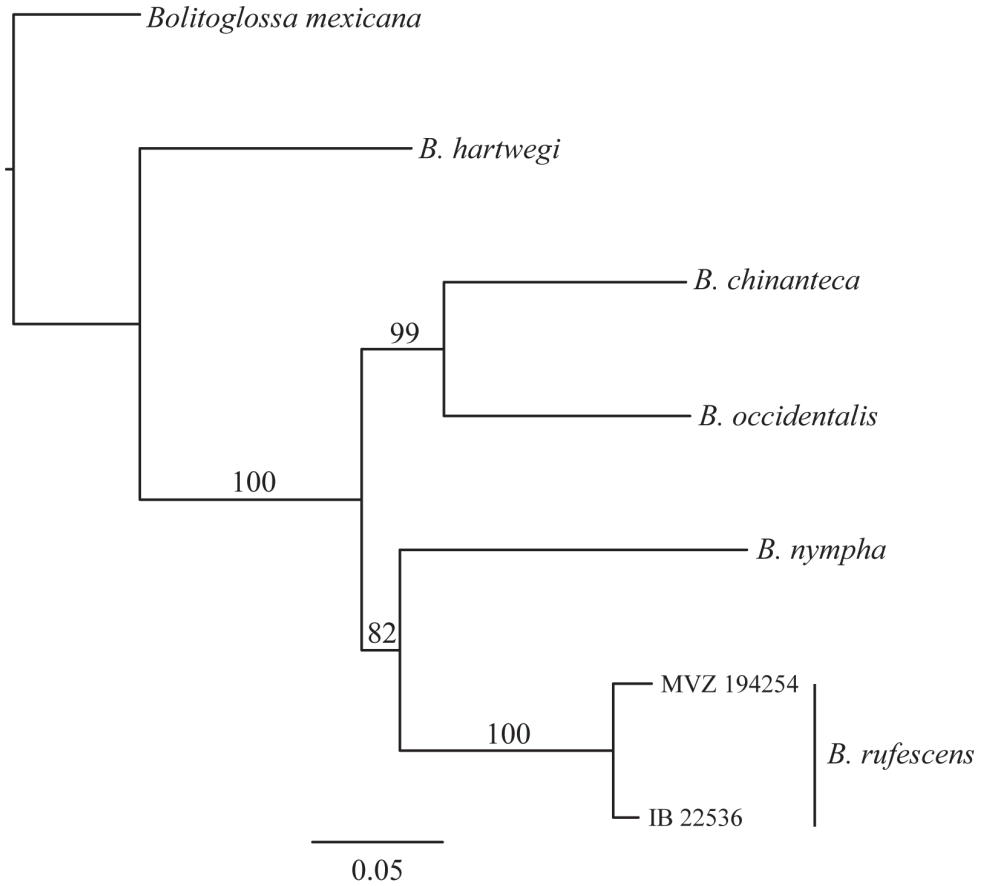 Bolitoglossa mexicana
B. hartwegi
B. chinanteca
99
B. occidentalis
100
B. nympha
82
MVZ 194254
100
B. rufescens
IB 22536
0.05